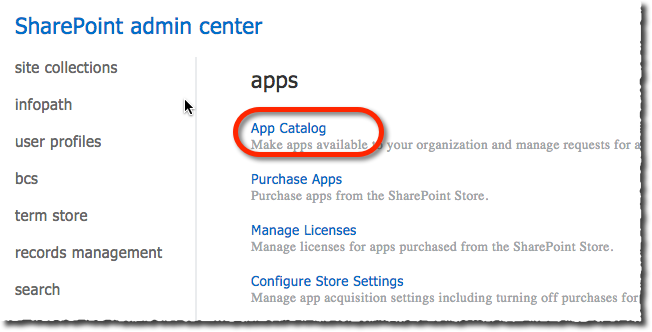 SharePoint admin center
site collections
infopath
user profiles
bcs
term store
records management
search
apps
App Catalog
Make apps available to your organization and manage requests for a
Purchase Apps
Purchase apps from the SharePoint Store.
Manage Licenses
Manage licenses for apps purchased from the SharePoint Store.
Configure Store Settings
Manage app acquisition settings including turning off purchases for